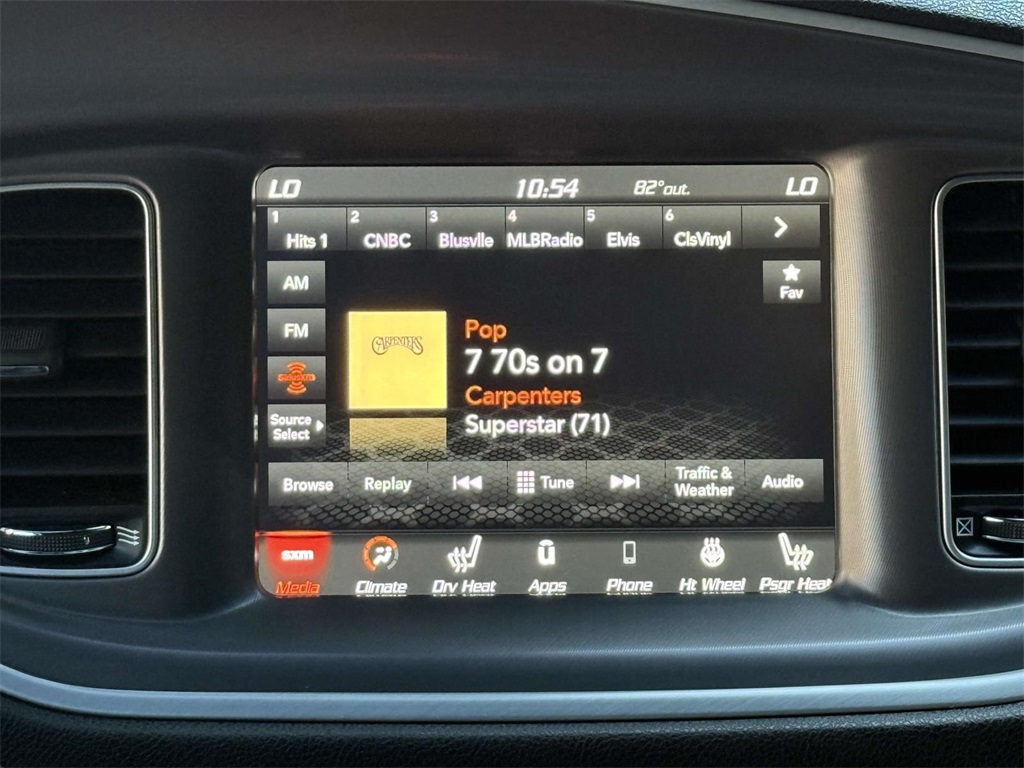 LO 10:54 82° out. LO
1 Hits 1 2 CNBC 3 Blusvlle 4 MLBRadio 5 Elvis 6 ClsVinyl
AM
Fav
FM
CARPENTERS
Pop
7 70s on 7
SiriusXM
Carpenters
Source
Select
Superstar (71)
Browse Replay Tune Traffic &
Weather Audio
sxm
Media Climate Drv Heat Apps Phone Ht Wheel Psgr Heat